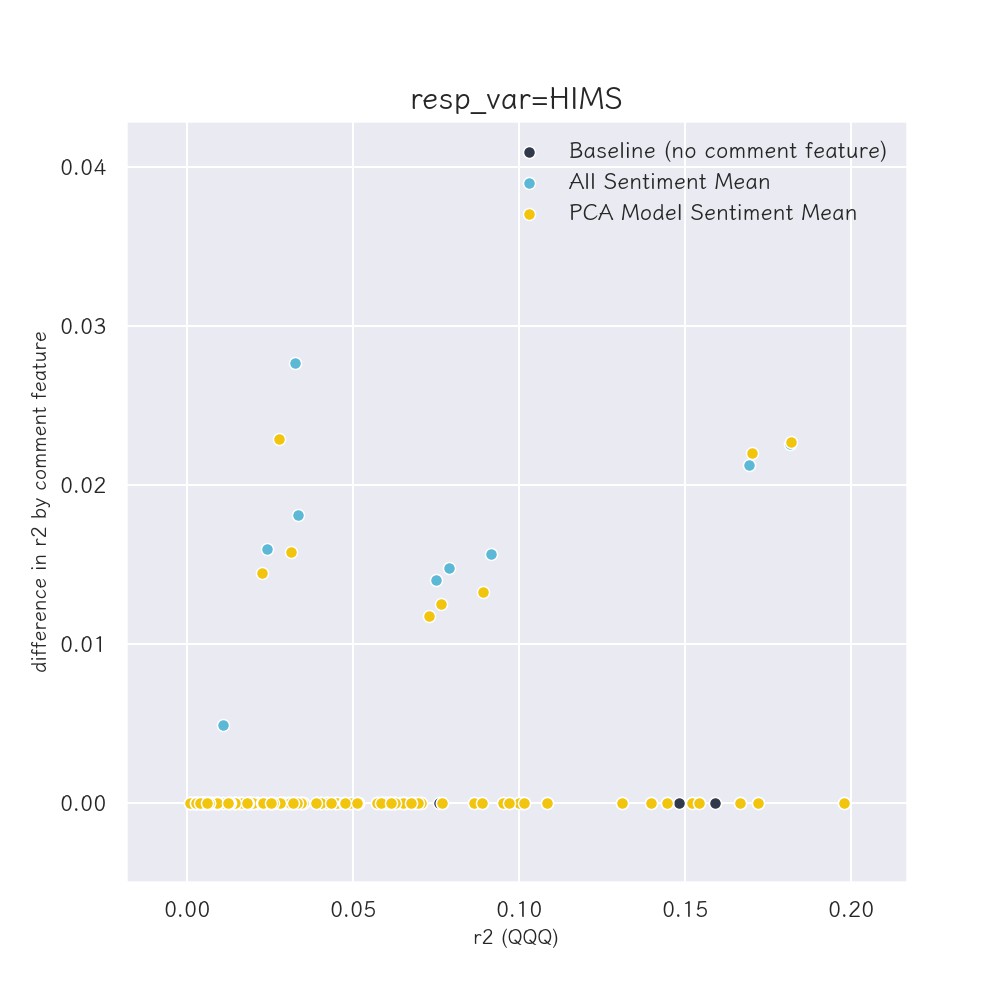 resp_var=HIMS
Baseline (no comment feature)
All Sentiment Mean
PCA Model Sentiment Mean
0.04
0.03
0.02
0.01
0.00
difference in r2 by comment feature
0.00 0.05 0.10 0.15 0.20
r2 (QQQ)